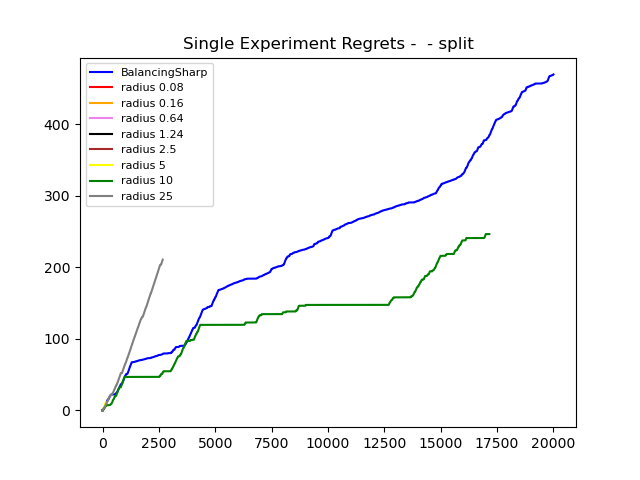 Single Experiment Regrets -  - split
BalancingSharp
radius 0.08
radius 0.16
radius 0.64
radius 1.24
radius 2.5
radius 5
radius 10
radius 25
400
300
200
100
0
0 2500 5000 7500 10000 12500 15000 17500 20000